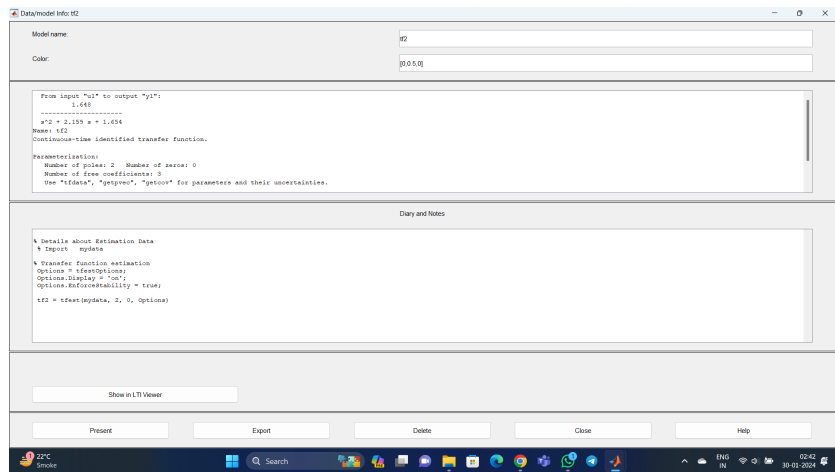 Data/model Info: tf2
Model name:
tf2
Color:
[0,0.5,0]
From input "u1" to output "y1":
1.648
---------------------
s^2 + 2.159 s + 1.654
Name: tf2
Continuous-time identified transfer function.
Parameterization:
Number of poles: 2   Number of zeros: 0
Number of free coefficients: 3
Use "tfdata", "getpvec", "getcov" for parameters and their uncertainties.
Diary and Notes
% Details about Estimation Data
% Import   mydata
% Transfer function estimation
Options = tfestOptions;
Options.Display = 'on';
Options.EnforceStability = true;
tf2 = tfest(mydata, 2, 0, Options)
Show in LTI Viewer
Present
Export
Delete
Close
Help
1
22°C
Smoke
Search
ENG
IN
02:42
30-01-2024